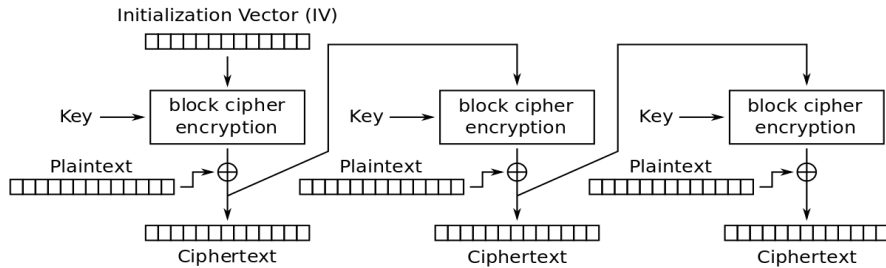 Initialization Vector (IV)
Key
block cipher
encryption
Key
block cipher
encryption
Key
block cipher
encryption
Plaintext
Plaintext
Plaintext
Ciphertext
Ciphertext
Ciphertext